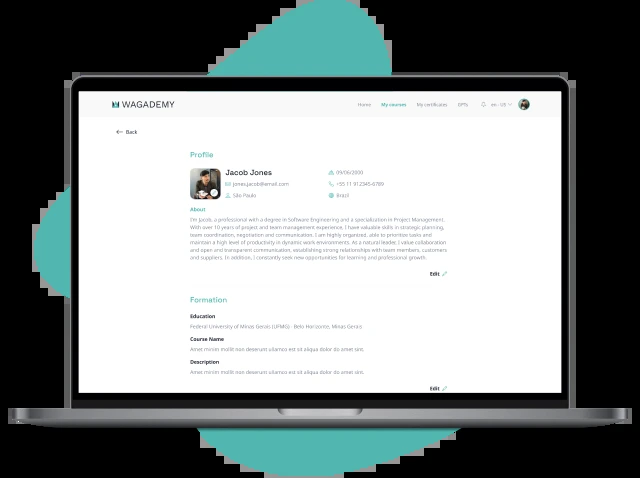 WAGADEMY
Home My courses My certificates GPTs en - US
Back
Profile
Jacob Jones
jones.jacob@email.com
São Paulo
09/06/2000
+55 11 912345-6789
Brazil
About
I'm Jacob, a professional with a degree in Software Engineering and a specialization in Project Management.
With over 10 years of project and team management experience, I have valuable skills in strategic planning,
team coordination, negotiation and communication. I am highly organized, able to prioritize tasks and
maintain a high level of productivity in dynamic work environments. As a natural leader, I value collaboration
and open and transparent communication, establishing strong relationships with team members, customers
and suppliers. In addition, I constantly seek new opportunities for learning and professional growth.
Edit
Formation
Education
Federal University of Minas Gerais (UFMG) - Belo Horizonte, Minas Gerais
Course Name
Amet minim mollit non deserunt ullamco est sit aliqua dolor do amet sint.
Description
Amet minim mollit non deserunt ullamco est sit aliqua dolor do amet sint.
Edit